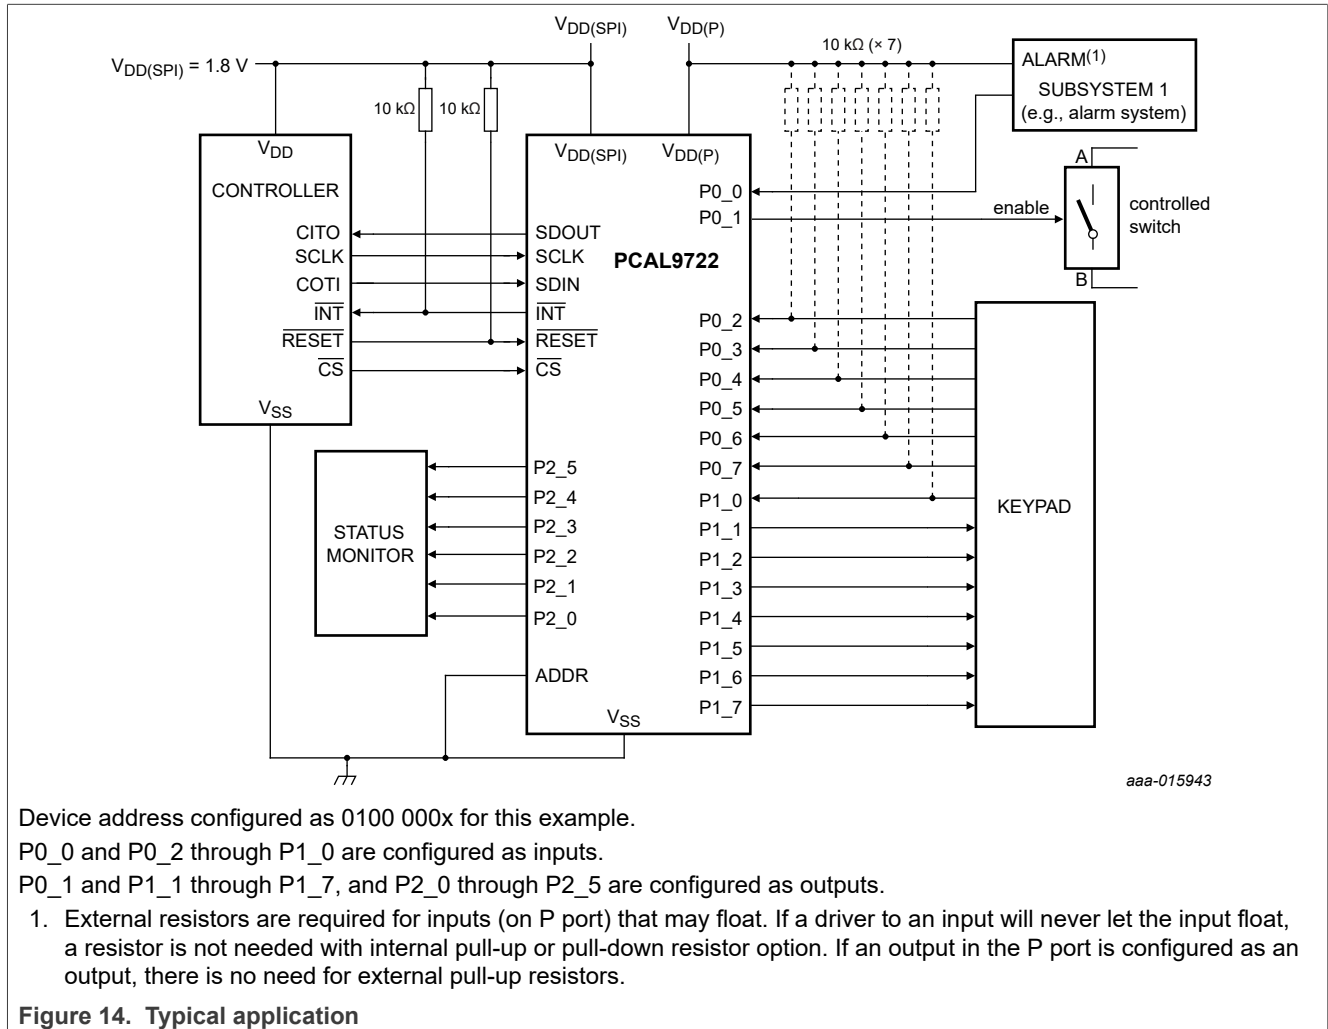 VDD(SPI)
VDD(P)
VDD(SPI) = 1.8 V
10 kΩ (× 7)
ALARM(1)
SUBSYSTEM 1
(e.g., alarm system)
10 kΩ
10 kΩ
VDD
CONTROLLER
CITO
SCLK
COTI
INT
RESET
CS
VSS
VDD(SPI)
VDD(P)
SDOUT
SCLK
SDIN
INT
RESET
CS
PCAL9722
P0_0
P0_1
enable
A
B
controlled
switch
P0_2
P0_3
P0_4
P0_5
P0_6
P0_7
P1_0
P1_1
P1_2
P1_3
P1_4
P1_5
P1_6
P1_7
KEYPAD
STATUS
MONITOR
P2_5
P2_4
P2_3
P2_2
P2_1
P2_0
ADDR
VSS
aaa-015943
Device address configured as 0100 000x for this example.
P0_0 and P0_2 through P1_0 are configured as inputs.
P0_1 and P1_1 through P1_7, and P2_0 through P2_5 are configured as outputs.
1. External resistors are required for inputs (on P port) that may float. If a driver to an input will never let the input float,
a resistor is not needed with internal pull-up or pull-down resistor option. If an output in the P port is configured as an
output, there is no need for external pull-up resistors.
Figure 14. Typical application